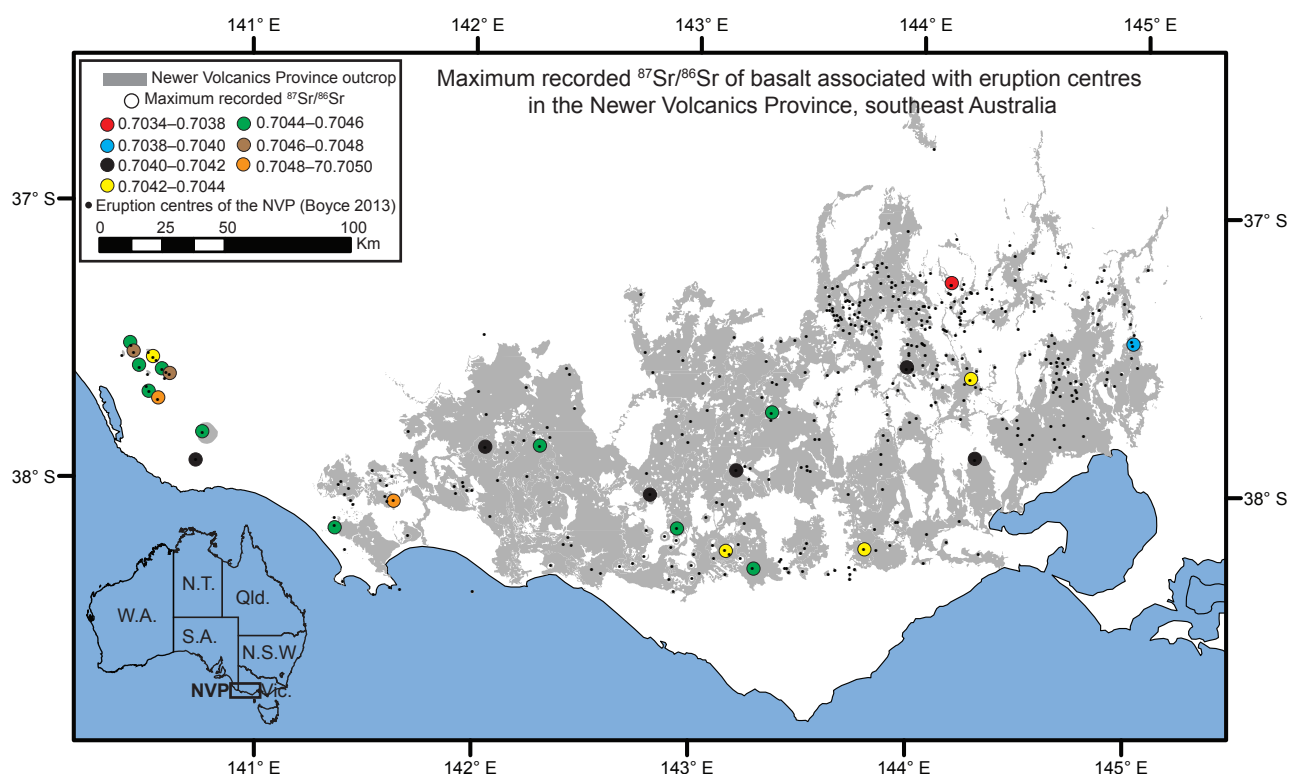 141° E 142° E 143° E 144° E 145° E
Maximum recorded ⁸⁷Sr/⁸⁶Sr of basalt associated with eruption centres
in the Newer Volcanics Province, southeast Australia
Newer Volcanics Province outcrop
Maximum recorded ⁸⁷Sr/⁸⁶Sr
0.7034–0.7038 0.7044–0.7046
0.7038–0.7040 0.7046–0.7048
0.7040–0.7042 0.7048–70.7050
0.7042–0.7044
Eruption centres of the NVP (Boyce 2013)
0 25 50 100
Km
37° S 37° S
38° S 38° S
N.T.
Qld.
W.A.
S.A.
N.S.W.
NVP Vic.
141° E 142° E 143° E 144° E 145° E